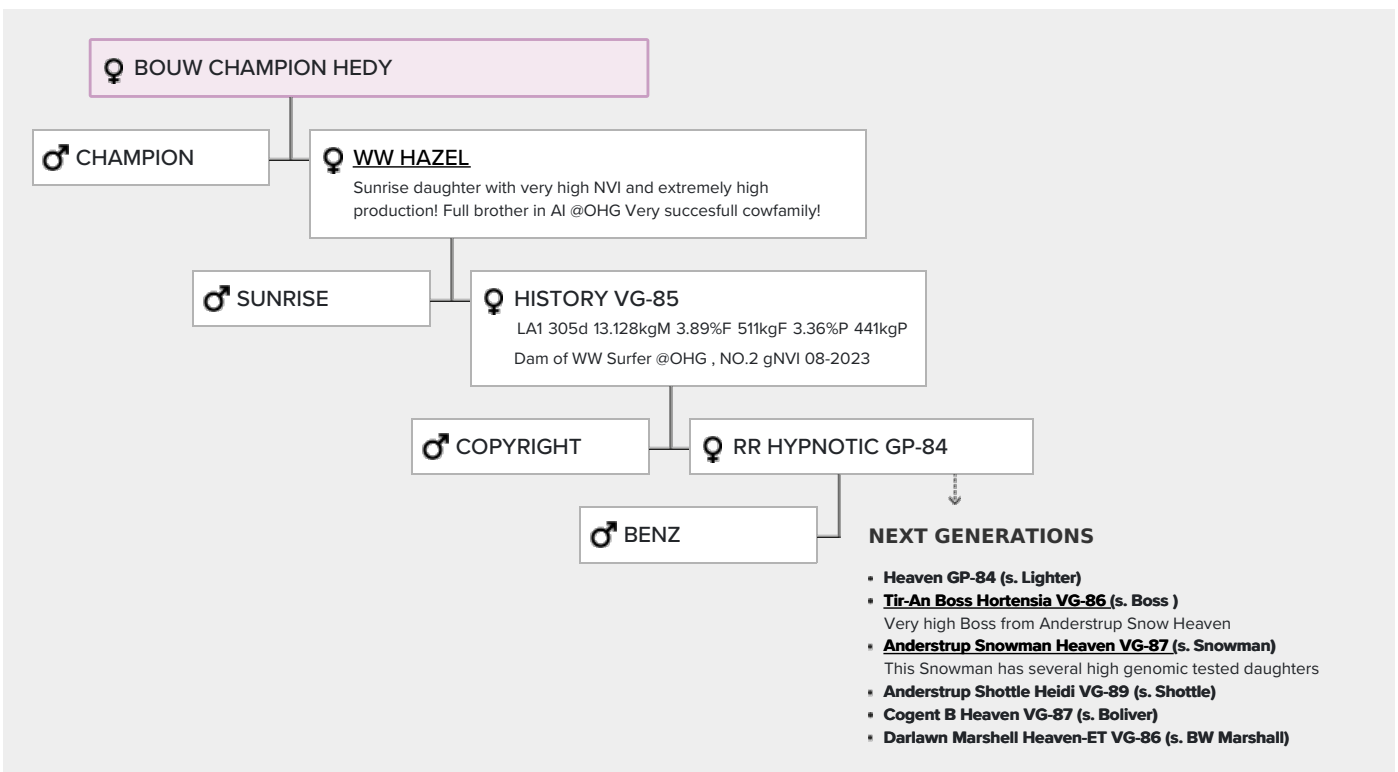 BOUW CHAMPION HEDY
CHAMPION
WW HAZEL
Sunrise daughter with very high NVI and extremely high
production! Full brother in AI @OHG Very succesfull cowfamily!
SUNRISE
HISTORY VG-85
LA1 305d 13.128kgM 3.89%F 511kgF 3.36%P 441kgP
Dam of WW Surfer @OHG , NO.2 gNVI 08-2023
COPYRIGHT
RR HYPNOTIC GP-84
BENZ
NEXT GENERATIONS
Heaven GP-84 (s. Lighter)
Tir-An Boss Hortensia VG-86 (s. Boss )
Very high Boss from Anderstrup Snow Heaven
Anderstrup Snowman Heaven VG-87 (s. Snowman)
This Snowman has several high genomic tested daughters
Anderstrup Shottle Heidi VG-89 (s. Shottle)
Cogent B Heaven VG-87 (s. Boliver)
Darlawn Marshell Heaven-ET VG-86 (s. BW Marshall)